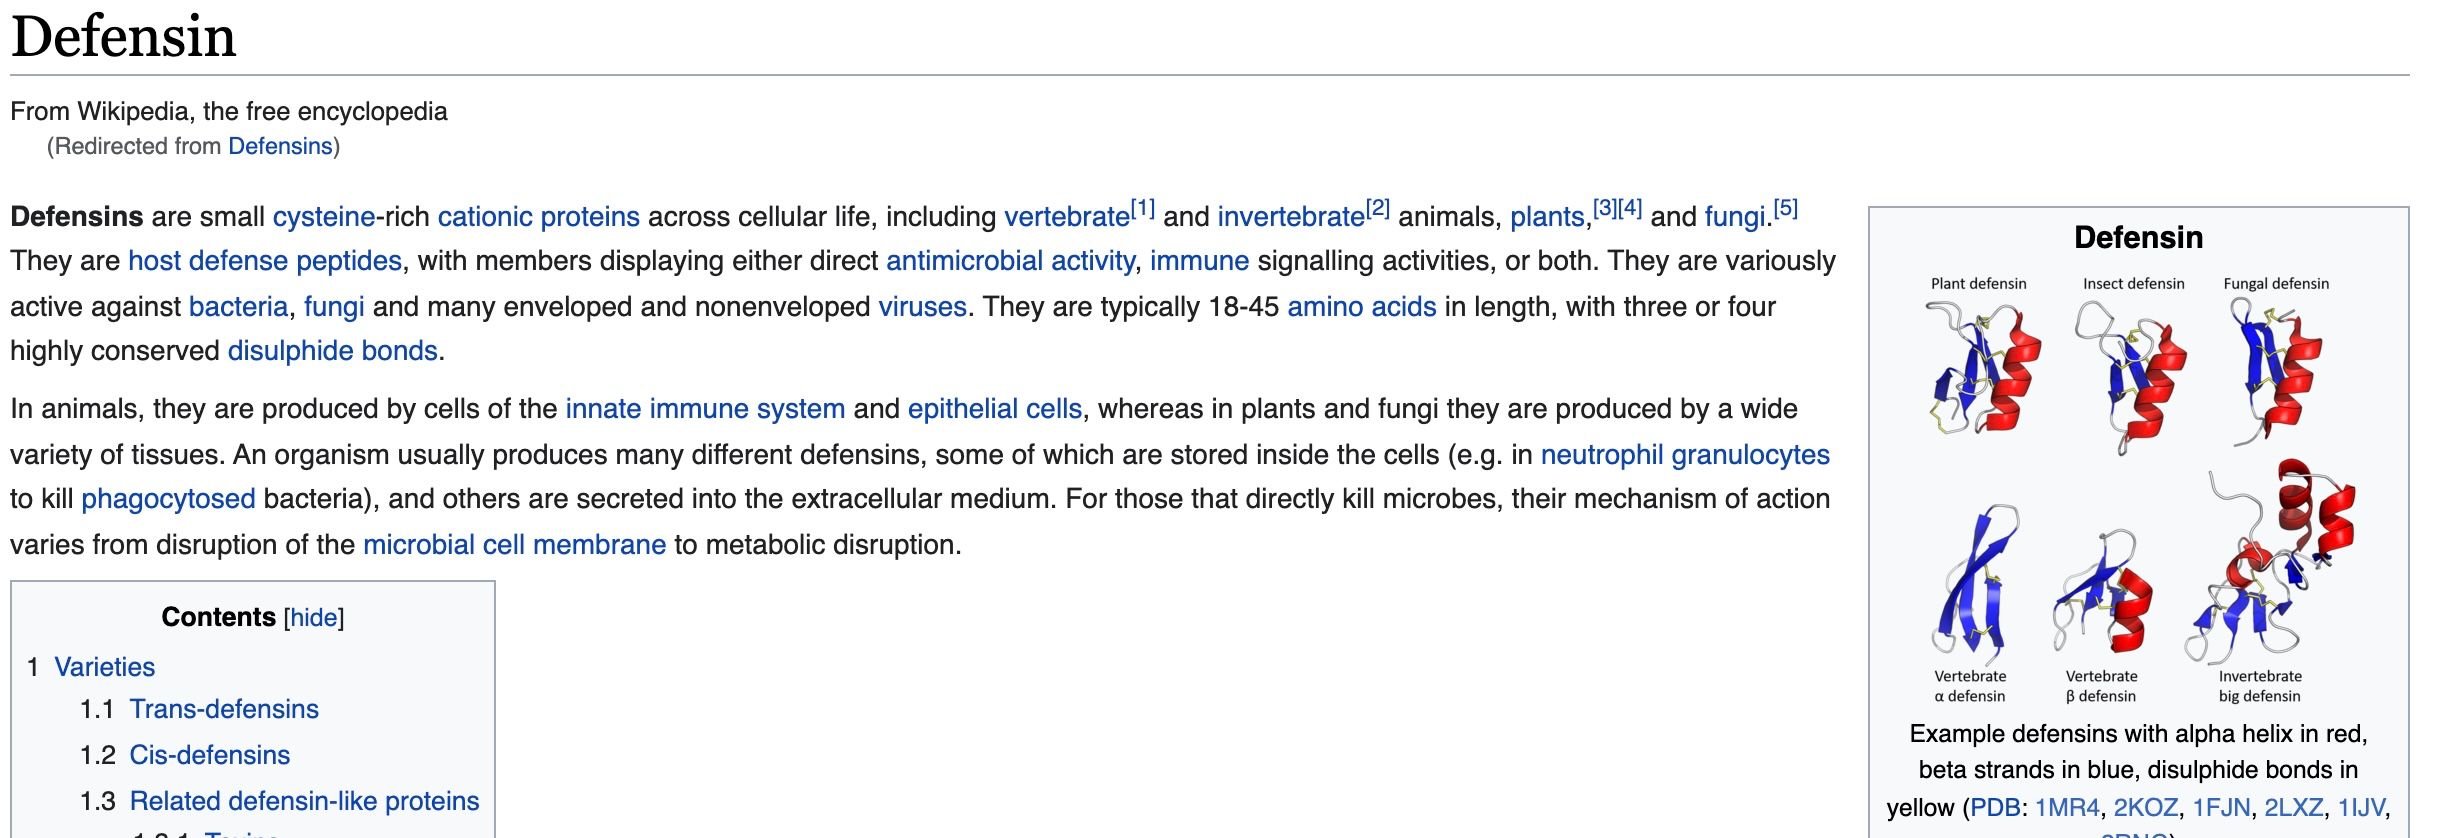 Defensin
From Wikipedia, the free encyclopedia
(Redirected from Defensins)
Defensins are small cysteine-rich cationic proteins across cellular life, including vertebrate[1] and invertebrate[2] animals, plants,[3][4] and fungi.[5]
They are host defense peptides, with members displaying either direct antimicrobial activity, immune signalling activities, or both. They are variously
active against bacteria, fungi and many enveloped and nonenveloped viruses. They are typically 18-45 amino acids in length, with three or four
highly conserved disulphide bonds.
In animals, they are produced by cells of the innate immune system and epithelial cells, whereas in plants and fungi they are produced by a wide
variety of tissues. An organism usually produces many different defensins, some of which are stored inside the cells (e.g. in neutrophil granulocytes
to kill phagocytosed bacteria), and others are secreted into the extracellular medium. For those that directly kill microbes, their mechanism of action
varies from disruption of the microbial cell membrane to metabolic disruption.
Contents [hide]
1 Varieties
1.1 Trans-defensins
1.2 Cis-defensins
1.3 Related defensin-like proteins
Defensin
Plant defensin Insect defensin Fungal defensin
Vertebrate Vertebrate Invertebrate
α defensin β defensin big defensin
Example defensins with alpha helix in red,
beta strands in blue, disulphide bonds in
yellow (PDB: 1MR4, 2KOZ, 1FJN, 2LXZ, 1IJV,